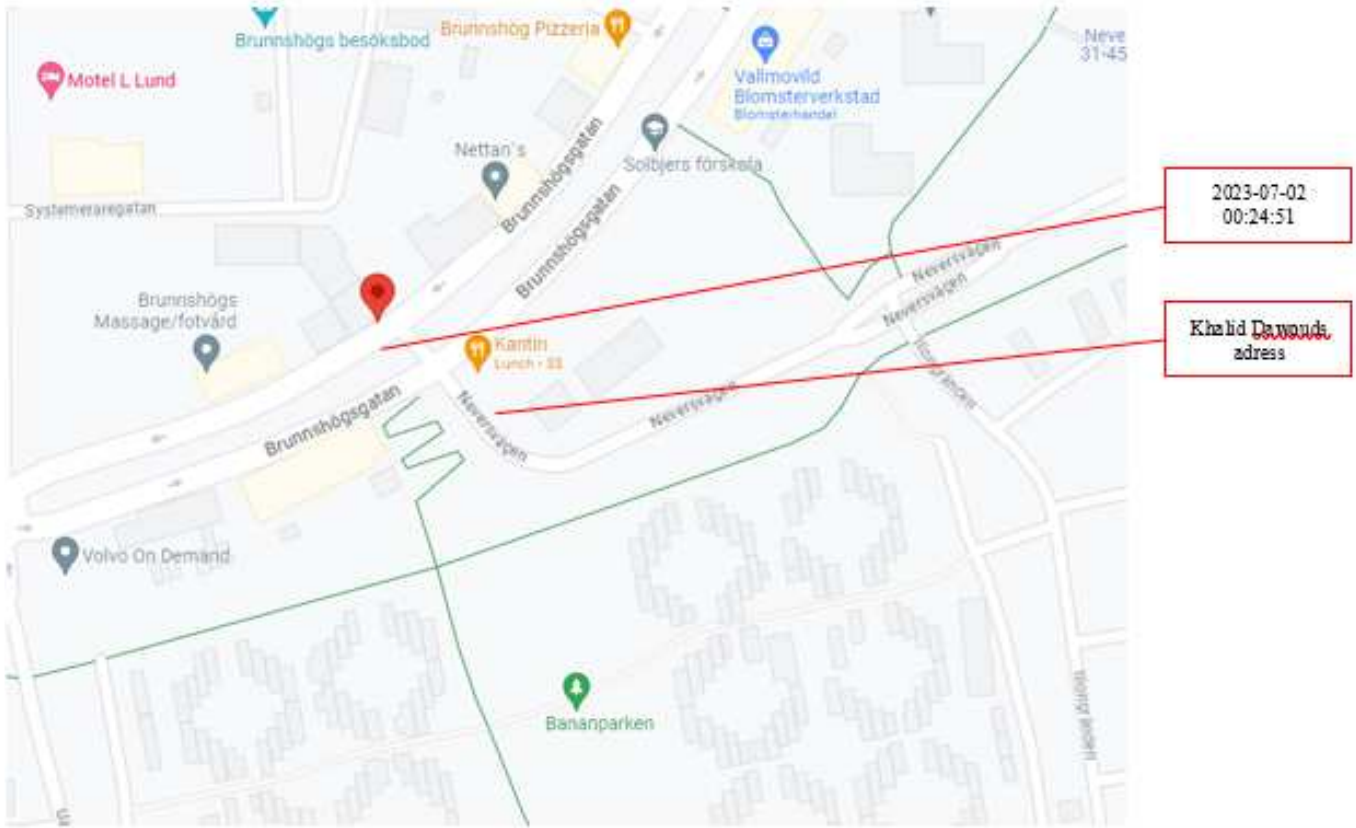 Brunnshögs besöksbod
Brunnshög Pizzeria
Neve
31-45
Motel L Lund
Vallmovild
Blomsterverkstad
Blomsterhandel
Nettan´s
Brunnshögsgatan
Solbjers förskola
Systemeraregatan
Brunnshögsgatan
2023-07-02
00:24:51
Neversvägen
Neversvägen
Brunnshögs
Massage/fotvård
Khalid Dawouds
adress
Kantin
Lunch • $$
Neversvägen
Neversvägen
Brunnshögsgatan
Volvo On Demand
Bananparken